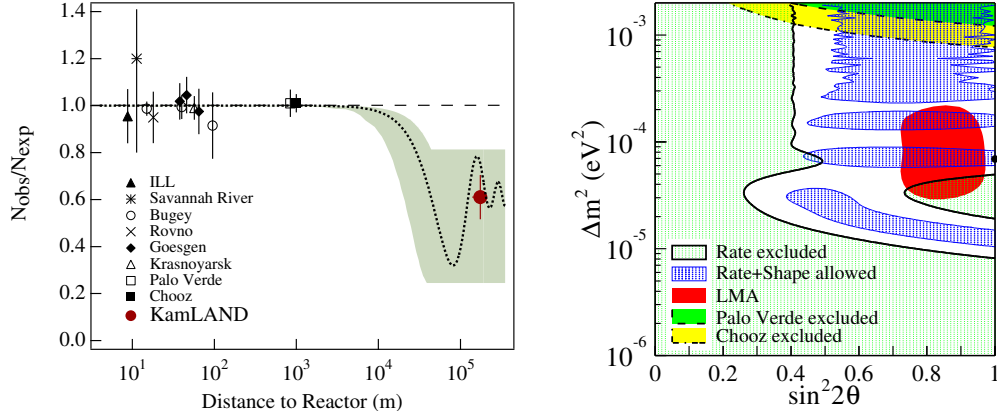 1.4
1.2
1.0
0.8
0.6
0.4
0.2
0.0
N_obs/N_exp
ILL
Savannah River
Bugey
Rovno
Goesgen
Krasnoyarsk
Palo Verde
Chooz
KamLAND
10^1 10^2 10^3 10^4 10^5
Distance to Reactor (m)
10^-3
10^-4
10^-5
10^-6
Δm^2 (eV^2)
Rate excluded
Rate+Shape allowed
LMA
Palo Verde excluded
Chooz excluded
0 0.2 0.4 0.6 0.8 1
sin^2 2θ